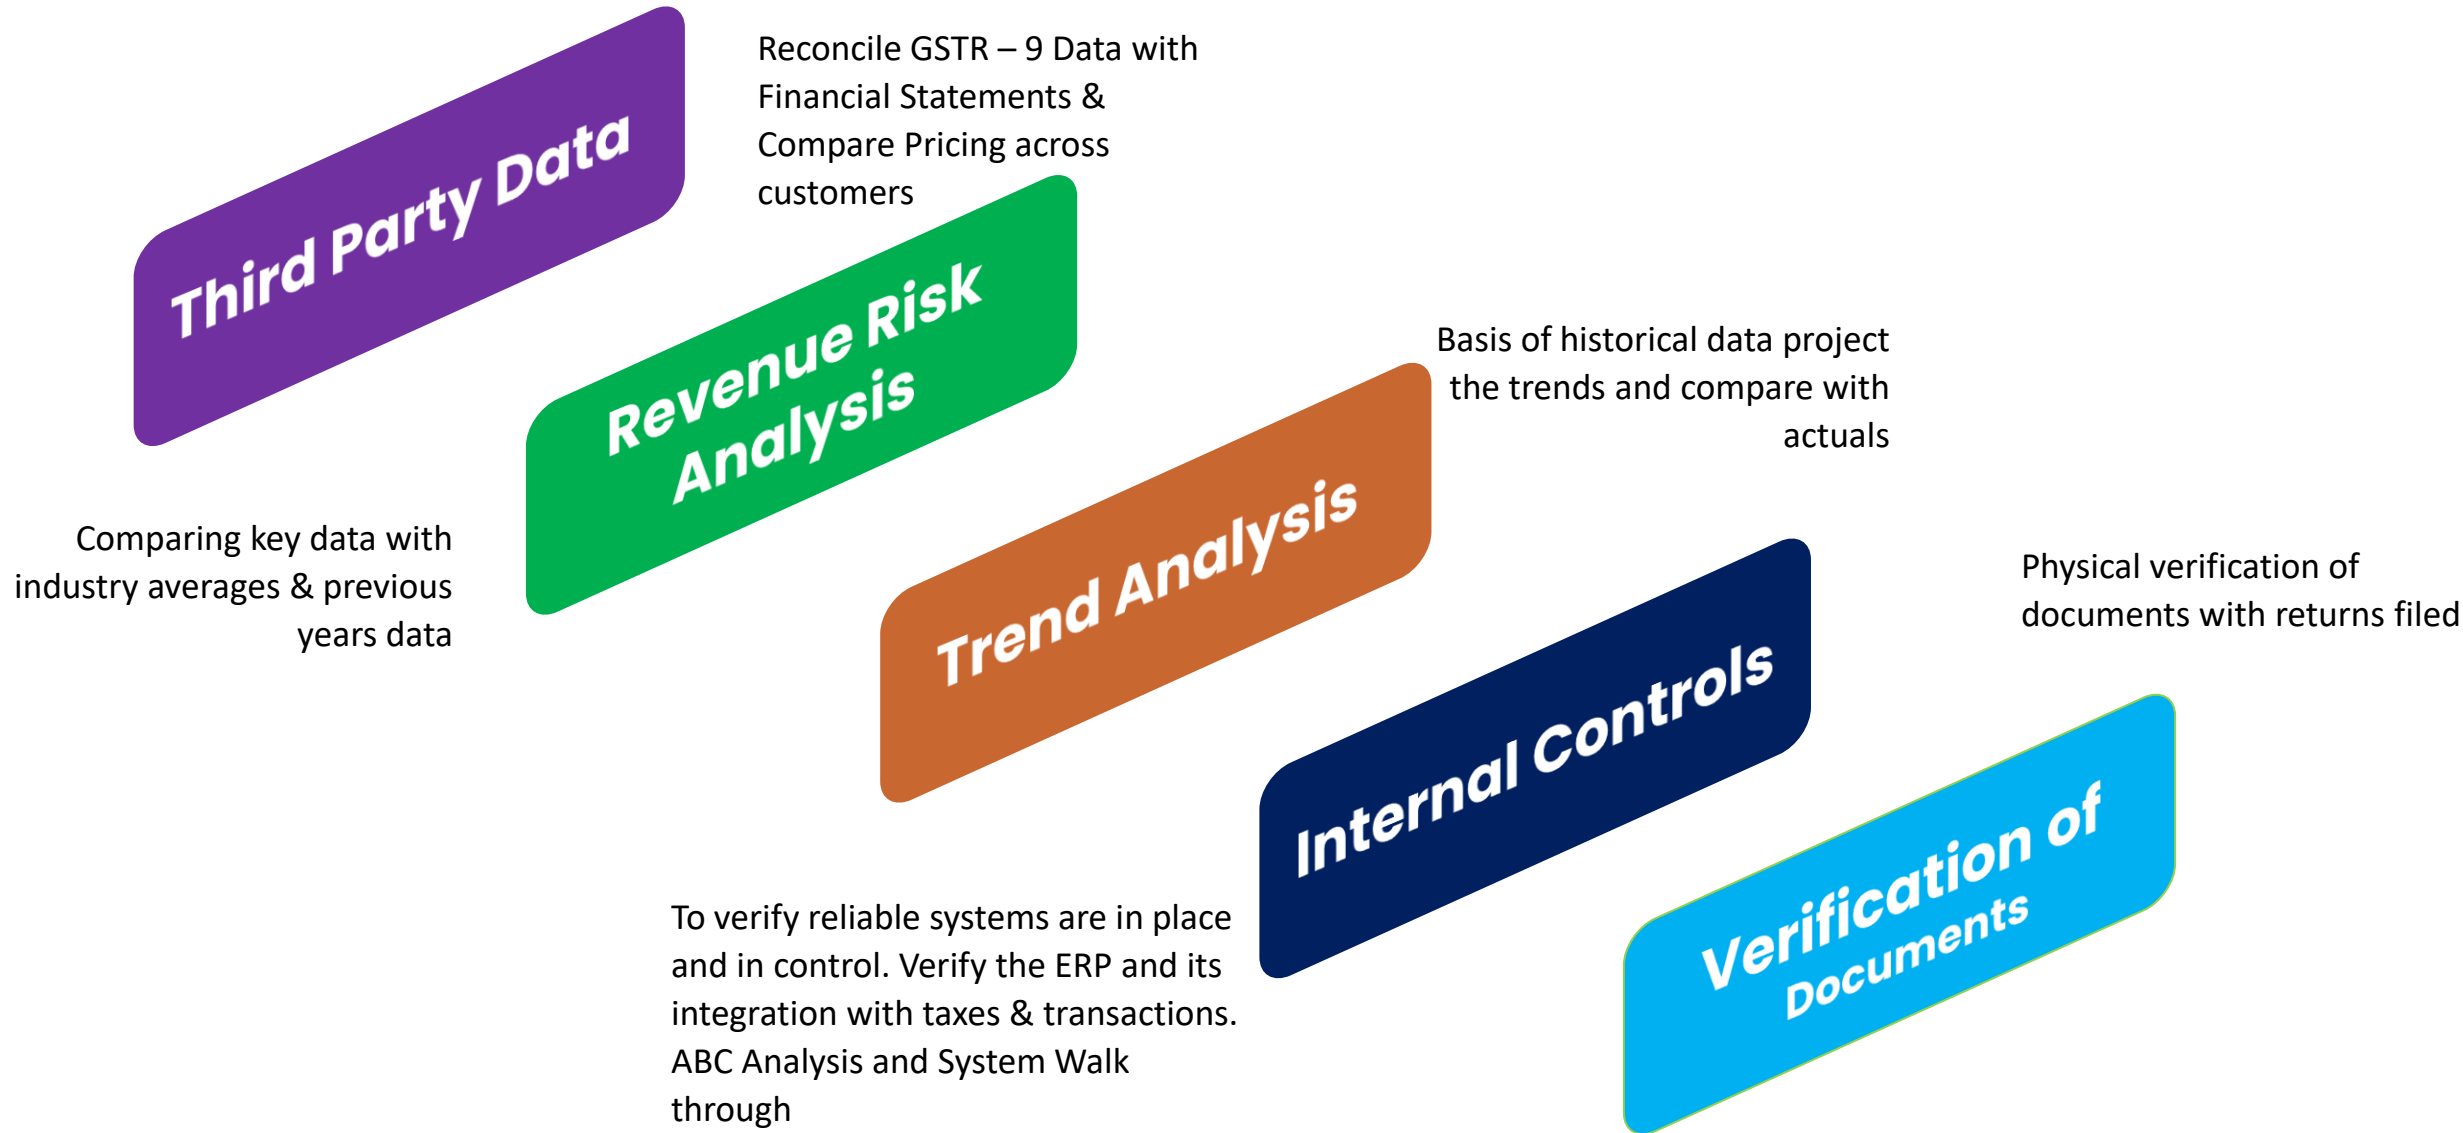 Third Party Data
Comparing key data with
industry averages & previous
years data
Reconcile GSTR – 9 Data with
Financial Statements &
Compare Pricing across
customers
Revenue Risk
Analysis
Basis of historical data project
the trends and compare with
actuals
Trend Analysis
Internal Controls
To verify reliable systems are in place
and in control. Verify the ERP and its
integration with taxes & transactions.
ABC Analysis and System Walk
through
Physical verification of
documents with returns filed
Verification of
Documents